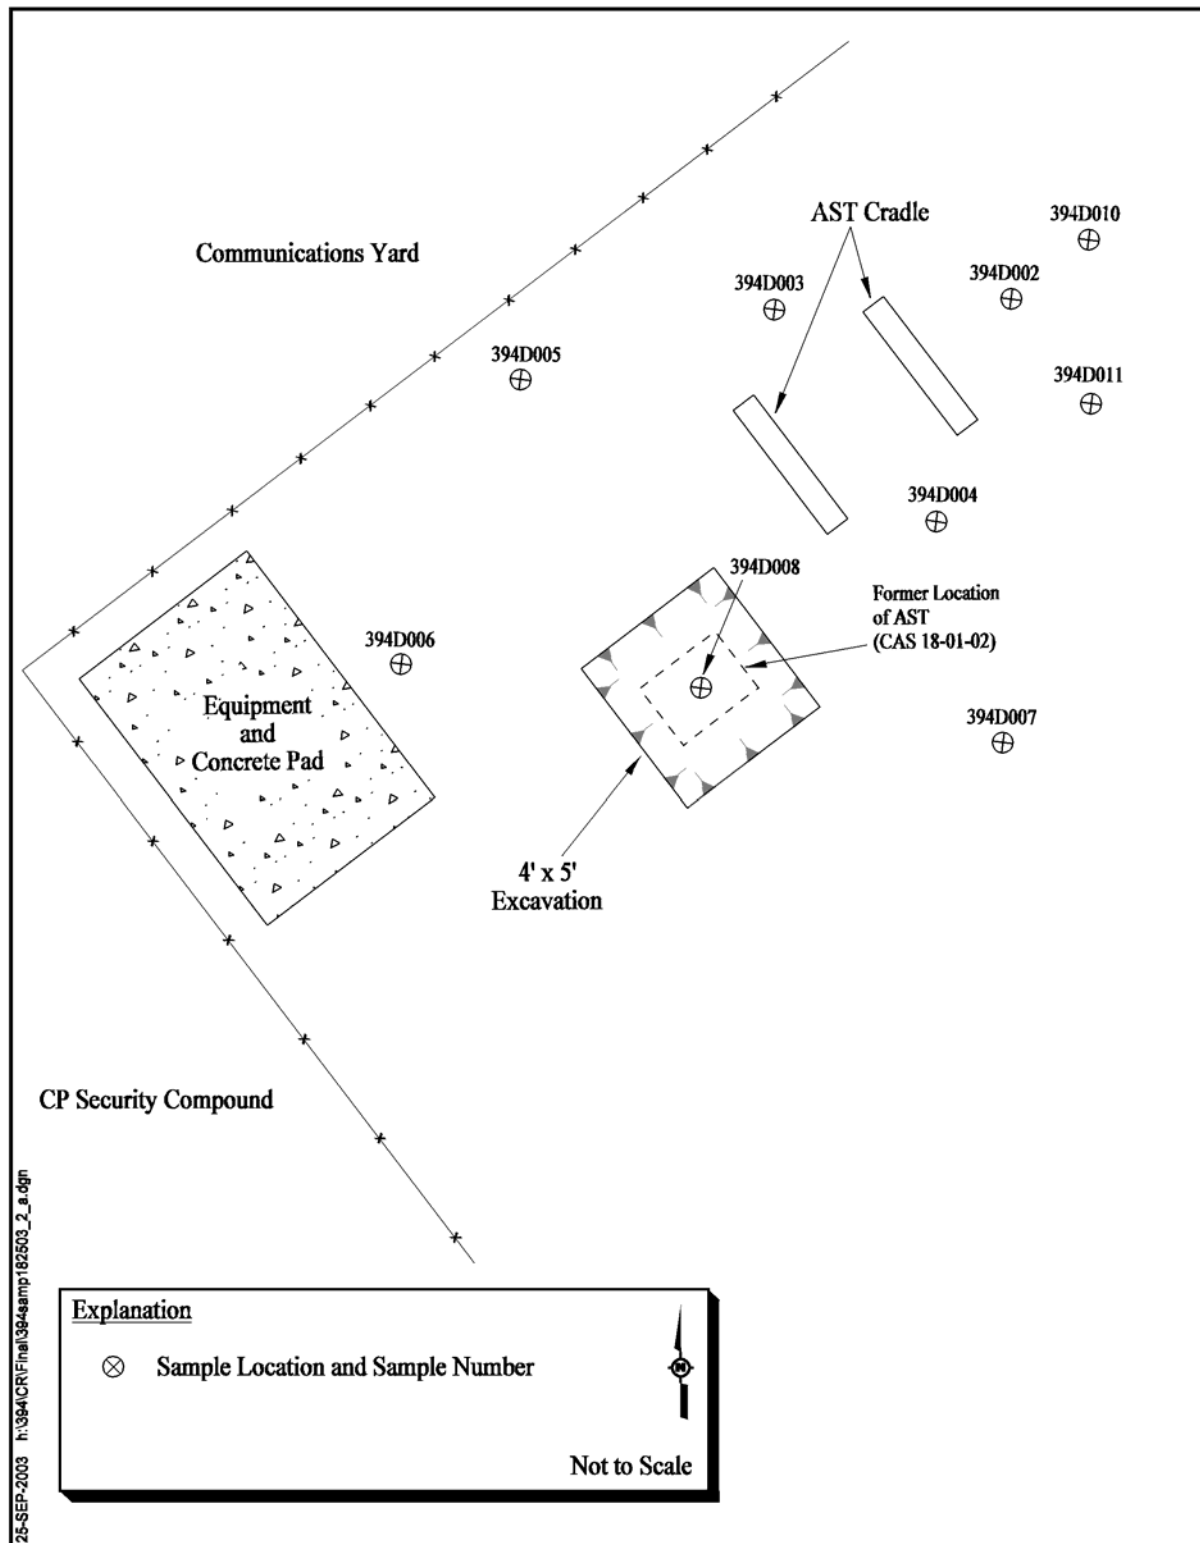 AST Cradle
394D010
Communications Yard
394D002
394D003
394D005
394D011
394D004
394D008
Former Location
of AST
(CAS 18-01-02)
394D006
Equipment
and
Concrete Pad
394D007
4' x 5'
Excavation
CP Security Compound
Explanation
Sample Location and Sample Number
N
Not to Scale
25-SEP-2003 h:\394\CR\Final\394samp182503_2_a.dgn